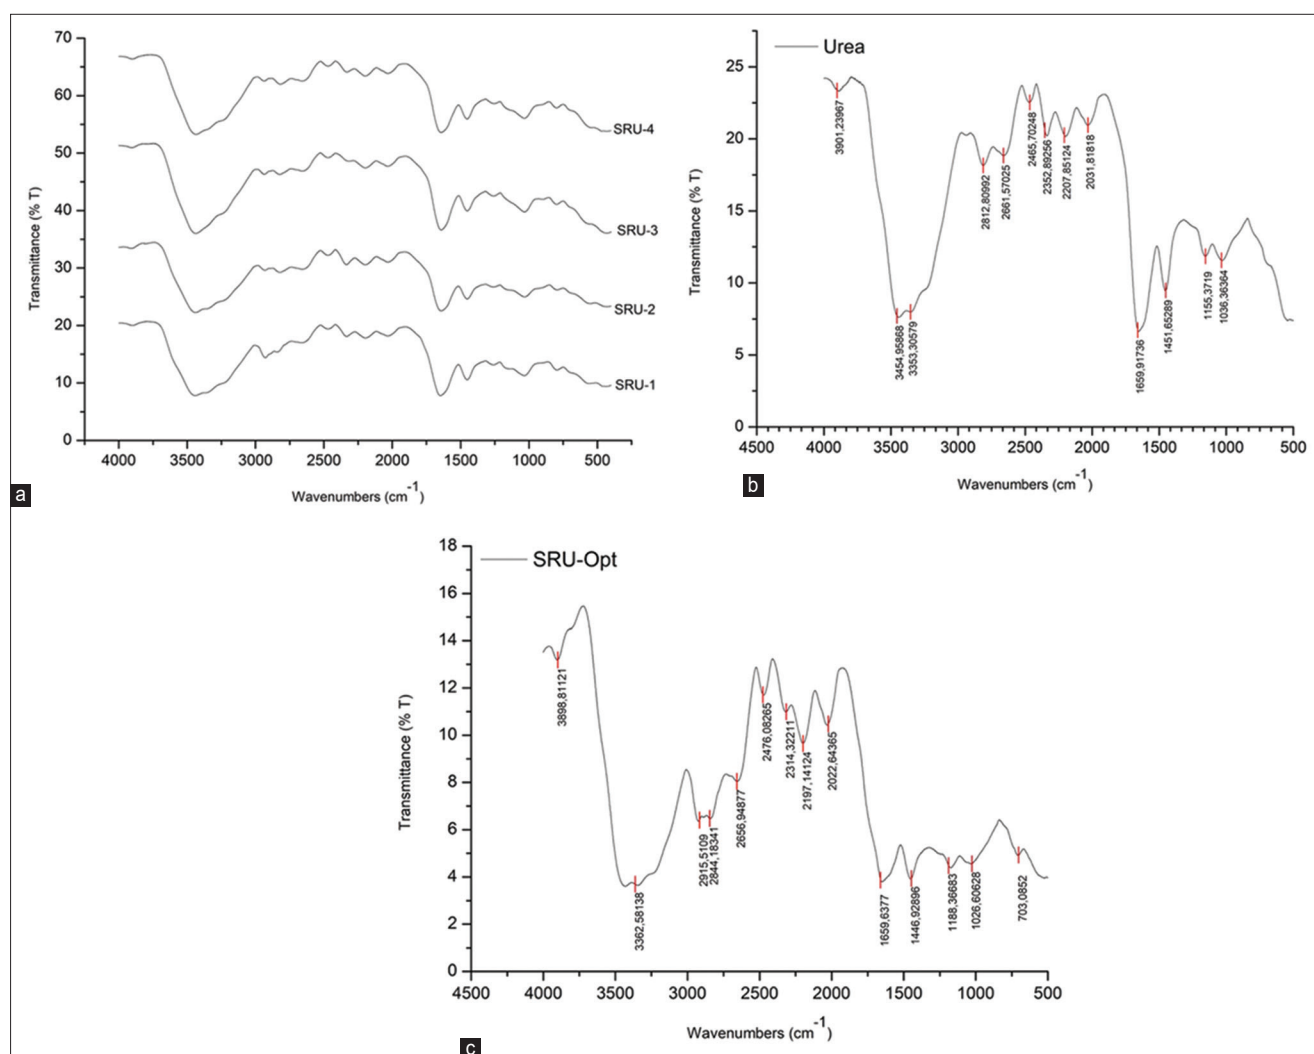 70
60
50
40
30
20
10
0
Transmittance (% T)
SRU-4
SRU-3
SRU-2
SRU-1
4000 3500 3000 2500 2000 1500 1000 500
Wavenumbers (cm-1)
a
Urea
25
20
15
10
5
0
Transmittance (% T)
3901,23967
3454,95868
3353,30579
2812,80992
2661,57025
2465,70248
2352,89256
2207,85124
2031,81818
1659,91736
1451,65289
1155,3719
1036,36364
4500 4000 3500 3000 2500 2000 1500 1000 500
Wavenumbers (cm-1)
b
SRU-Opt
18
16
14
12
10
8
6
4
2
0
Transmittance (% T)
3898,81121
3362,58138
2915,5109
2844,18341
2656,94877
2476,08265
2314,32211
2197,14124
2022,64365
1659,6377
1446,92896
1188,36683
1026,60628
703,0852
4500 4000 3500 3000 2500 2000 1500 1000 500
Wavenumbers (cm-1)
c